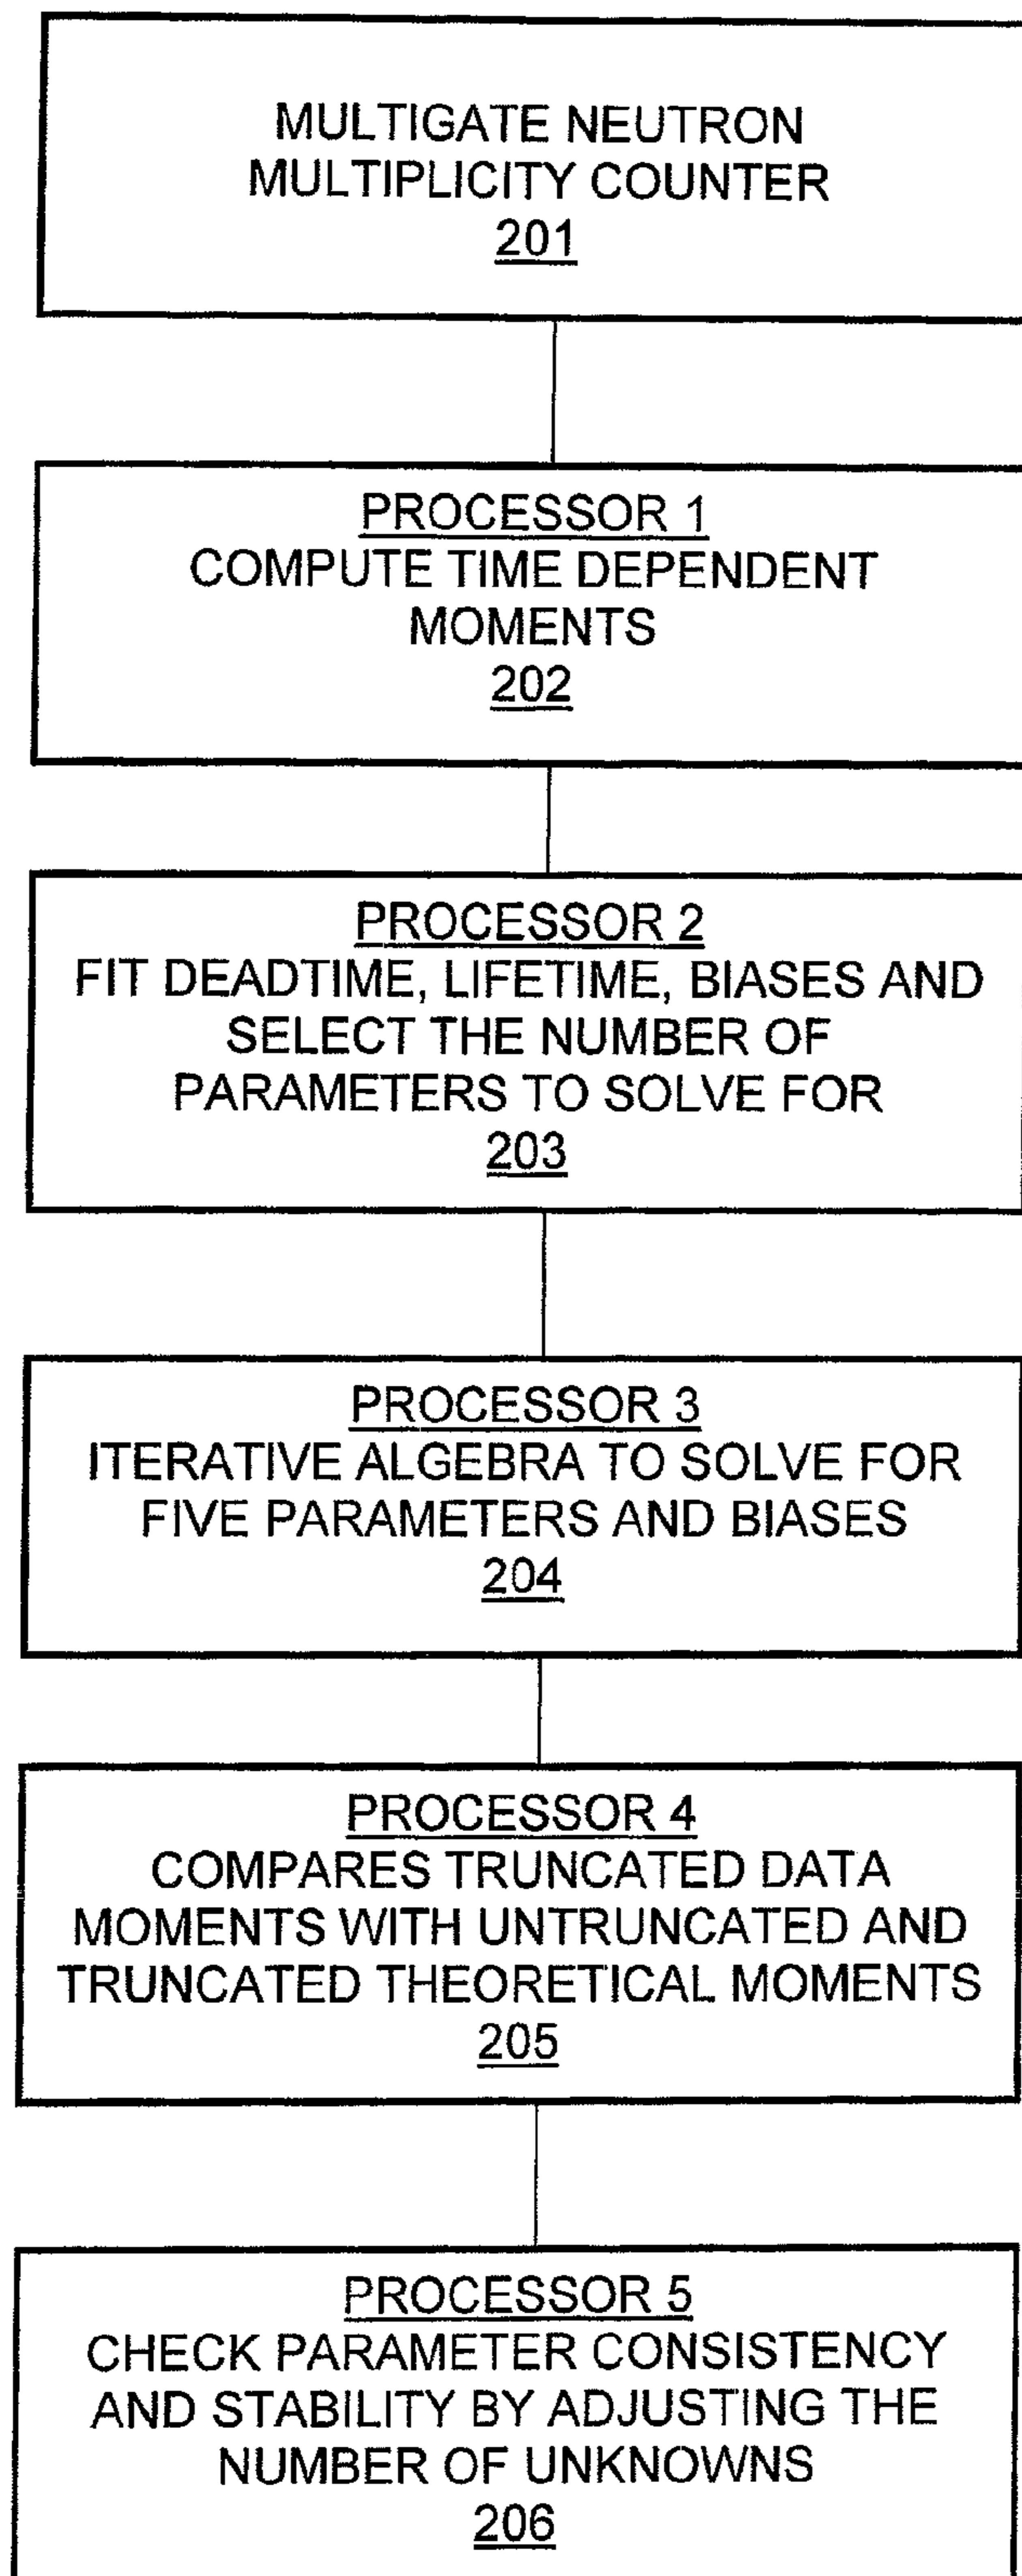 MULTIGATE NEUTRON
MULTIPLICITY COUNTER
201
PROCESSOR 1
COMPUTE TIME DEPENDENT
MOMENTS
202
PROCESSOR 2
FIT DEADTIME, LIFETIME, BIASES AND
SELECT THE NUMBER OF
PARAMETERS TO SOLVE FOR
203
PROCESSOR 3
ITERATIVE ALGEBRA TO SOLVE FOR
FIVE PARAMETERS AND BIASES
204
PROCESSOR 4
COMPARES TRUNCATED DATA
MOMENTS WITH UNTRUNCATED AND
TRUNCATED THEORETICAL MOMENTS
205
PROCESSOR 5
CHECK PARAMETER CONSISTENCY
AND STABILITY BY ADJUSTING THE
NUMBER OF UNKNOWNS
206